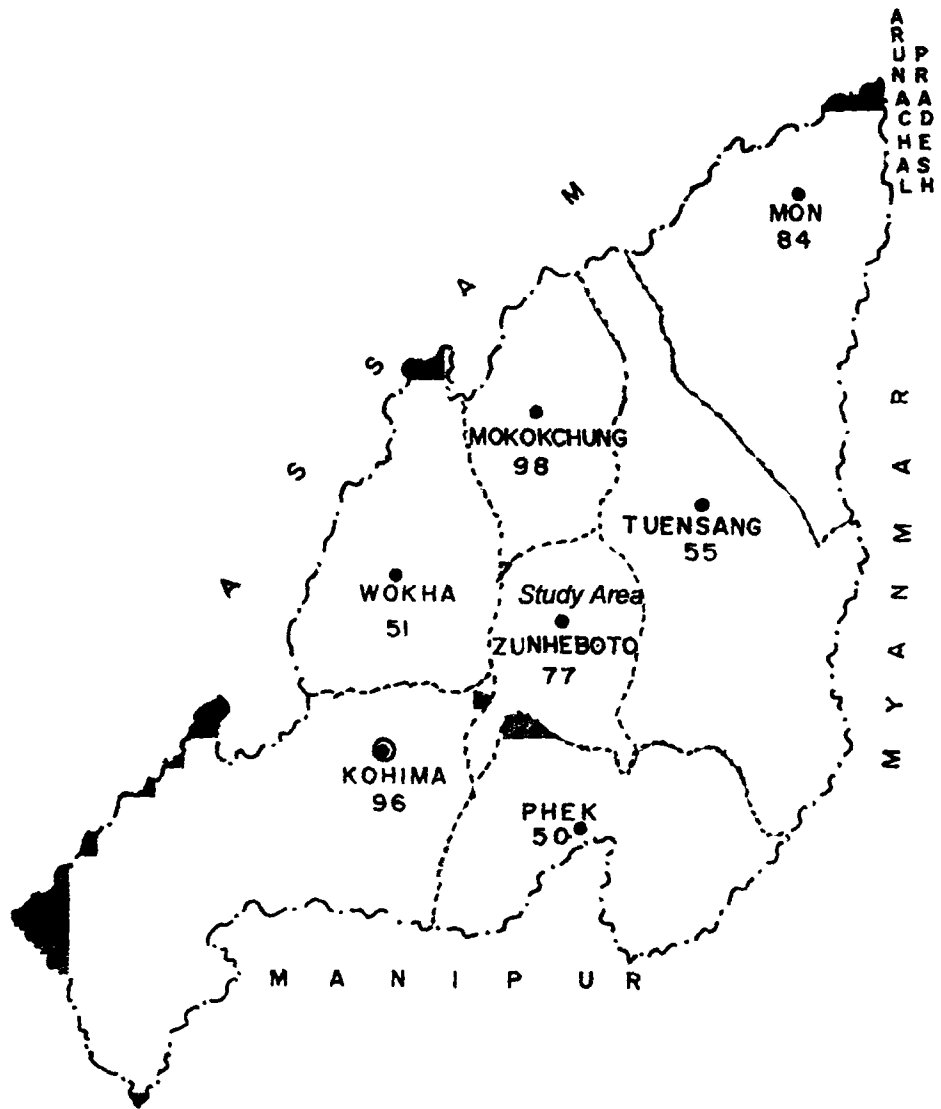 ARUNACHAL
PRADESH
MON
84
ASSAM
MOKOKCHUNG
98
TUENSANG
55
MYANMAR
WOKHA
51
Study Area
ZUNHEBOTO
77
KOHIMA
96
PHEK
50
MANIPUR